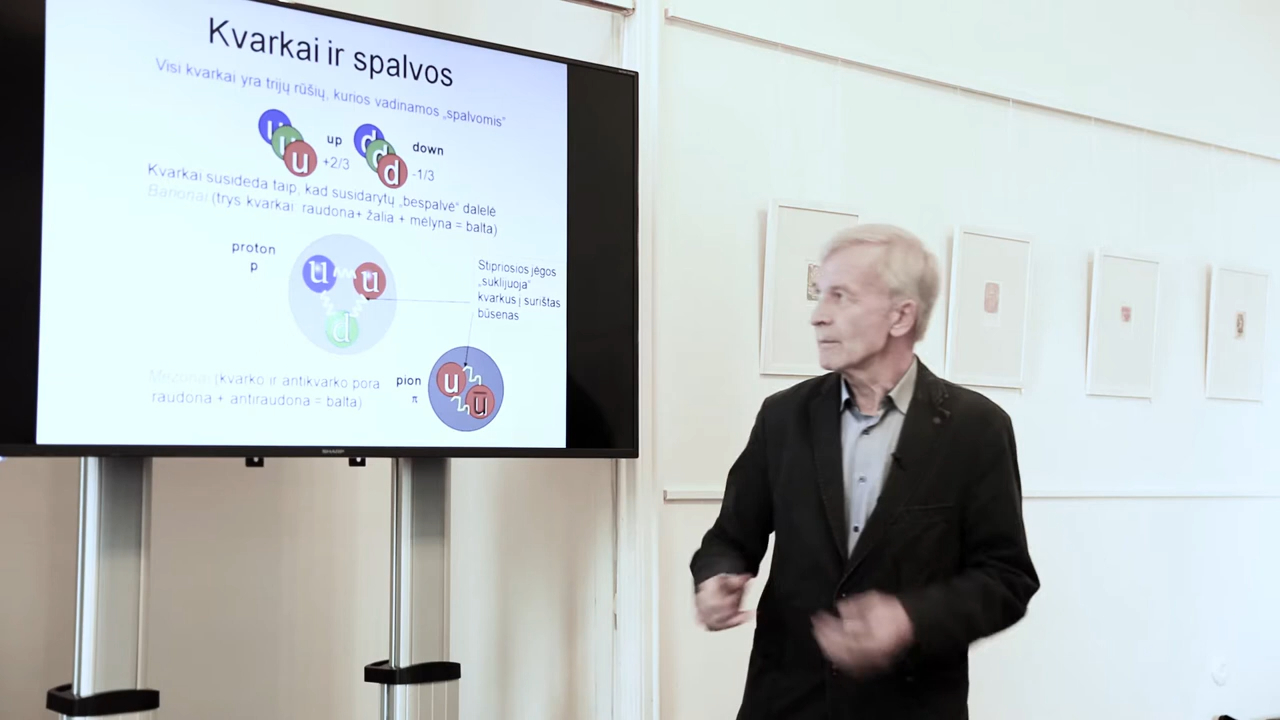 Kvarkai ir spalvos
Visi kvarkai yra trijų rūšių, kurios vadinamos „spalvomis“
u u u up +2/3 d d d down -1/3
Kvarkai susideda taip, kad susidarytų „bespalvė“ dalelė
Barionai (trys kvarkai: raudona+ žalia + mėlyna = balta)
proton
p
u u
d
Stipriosios jėgos
„suklijuoja“
kvarkus į surištas
būsenas
Mezonai (kvarko ir antikvarko pora
raudona + antiraudona = balta)
pion
π
u
u̅
SHARP